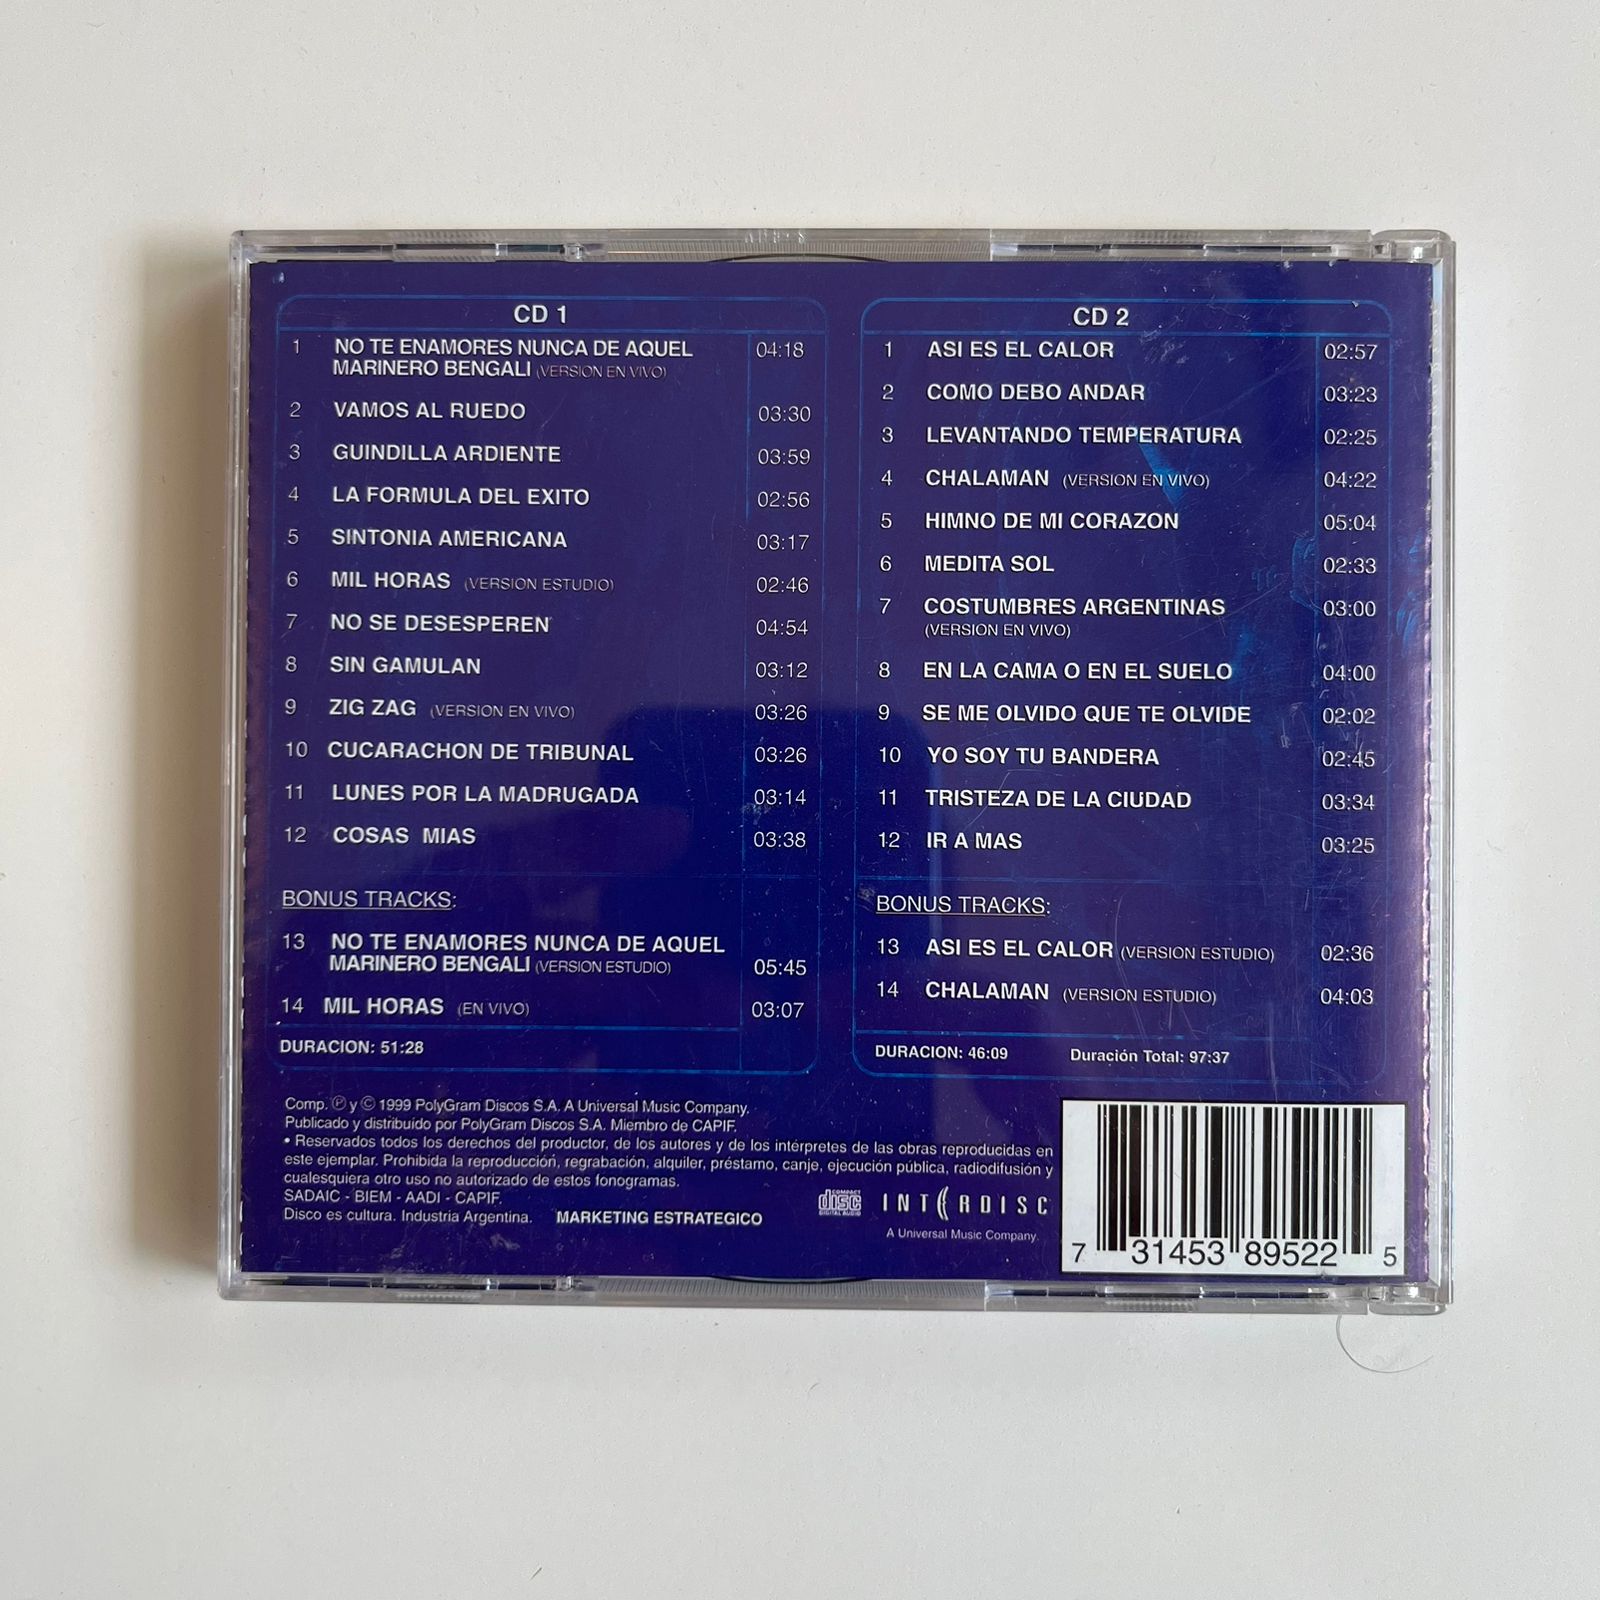 CD 1
1 NO TE ENAMORES NUNCA DE AQUEL 04:18
MARINERO BENGALI (VERSION EN VIVO)
2 VAMOS AL RUEDO 03:30
3 GUINDILLA ARDIENTE 03:59
4 LA FORMULA DEL EXITO 02:56
5 SINTONIA AMERICANA 03:17
6 MIL HORAS (VERSION ESTUDIO) 02:46
7 NO SE DESESPEREN 04:54
8 SIN GAMULAN 03:12
9 ZIG ZAG (VERSION EN VIVO) 03:26
10 CUCARACHON DE TRIBUNAL 03:26
11 LUNES POR LA MADRUGADA 03:14
12 COSAS MIAS 03:38
BONUS TRACKS:
13 NO TE ENAMORES NUNCA DE AQUEL
MARINERO BENGALI (VERSION ESTUDIO) 05:45
14 MIL HORAS (EN VIVO) 03:07
DURACION: 51:28
CD 2
1 ASI ES EL CALOR 02:57
2 COMO DEBO ANDAR 03:23
3 LEVANTANDO TEMPERATURA 02:25
4 CHALAMAN (VERSION EN VIVO) 04:22
5 HIMNO DE MI CORAZON 05:04
6 MEDITA SOL 02:33
7 COSTUMBRES ARGENTINAS 03:00
(VERSION EN VIVO)
8 EN LA CAMA O EN EL SUELO 04:00
9 SE ME OLVIDO QUE TE OLVIDE 02:02
10 YO SOY TU BANDERA 02:45
11 TRISTEZA DE LA CIUDAD 03:34
12 IR A MAS 03:25
BONUS TRACKS:
13 ASI ES EL CALOR (VERSION ESTUDIO) 02:36
14 CHALAMAN (VERSION ESTUDIO) 04:03
DURACION: 46:09 Duración Total: 97:37
Comp. ℗ y © 1999 PolyGram Discos S.A. A Universal Music Company.
Publicado y distribuído por PolyGram Discos S.A. Miembro de CAPIF.
• Reservados todos los derechos del productor, de los autores y de los intérpretes de las obras reproducidas en
este ejemplar. Prohibida la reproducción, regrabación, alquiler, préstamo, canje, ejecución pública, radiodifusión y
cualesquiera otro uso no autorizado de estos fonogramas.
SADAIC - BIEM - AADI - CAPIF.
Disco es cultura. Industria Argentina. MARKETING ESTRATEGICO
COMPACT
disc
DIGITAL AUDIO
INTERDISC
A Universal Music Company.
7 31453 89522 5